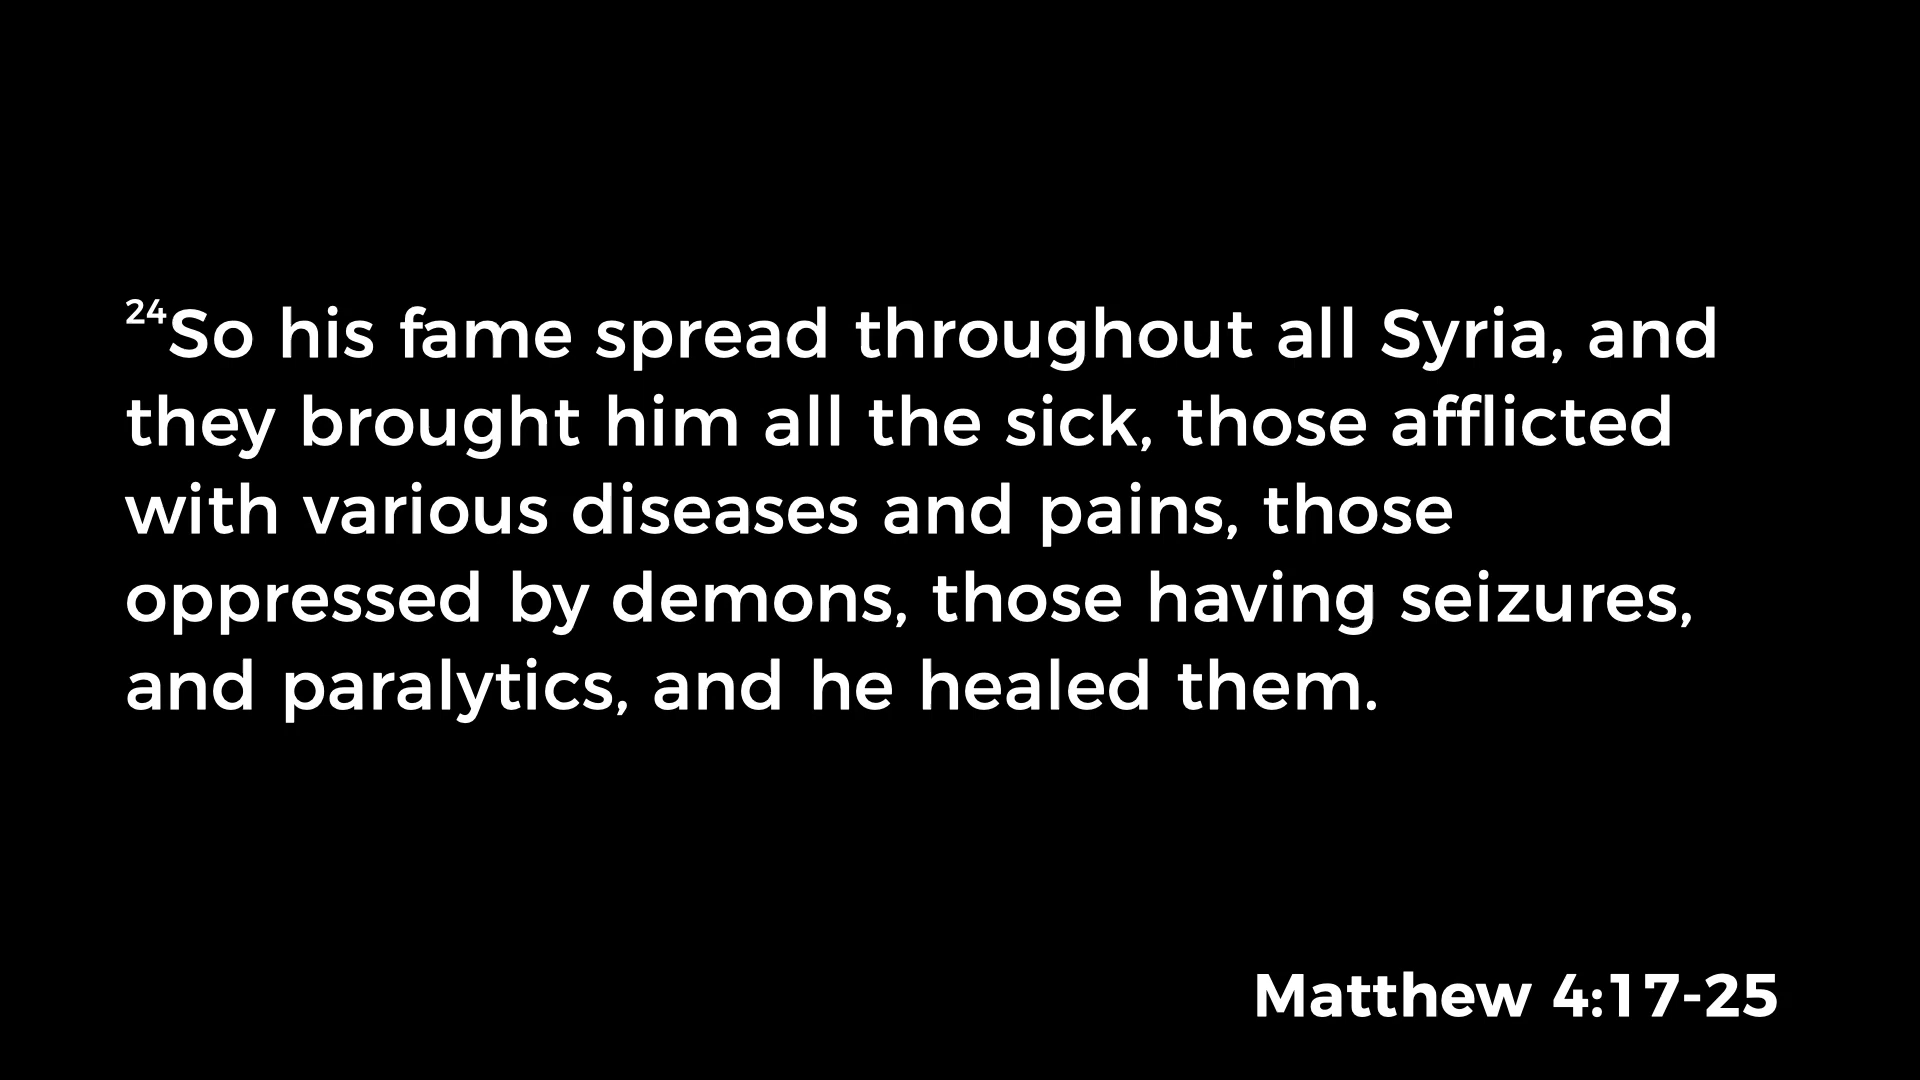 24So his fame spread throughout all Syria, and
they brought him all the sick, those afflicted
with various diseases and pains, those
oppressed by demons, those having seizures,
and paralytics, and he healed them.
Matthew 4:17-25